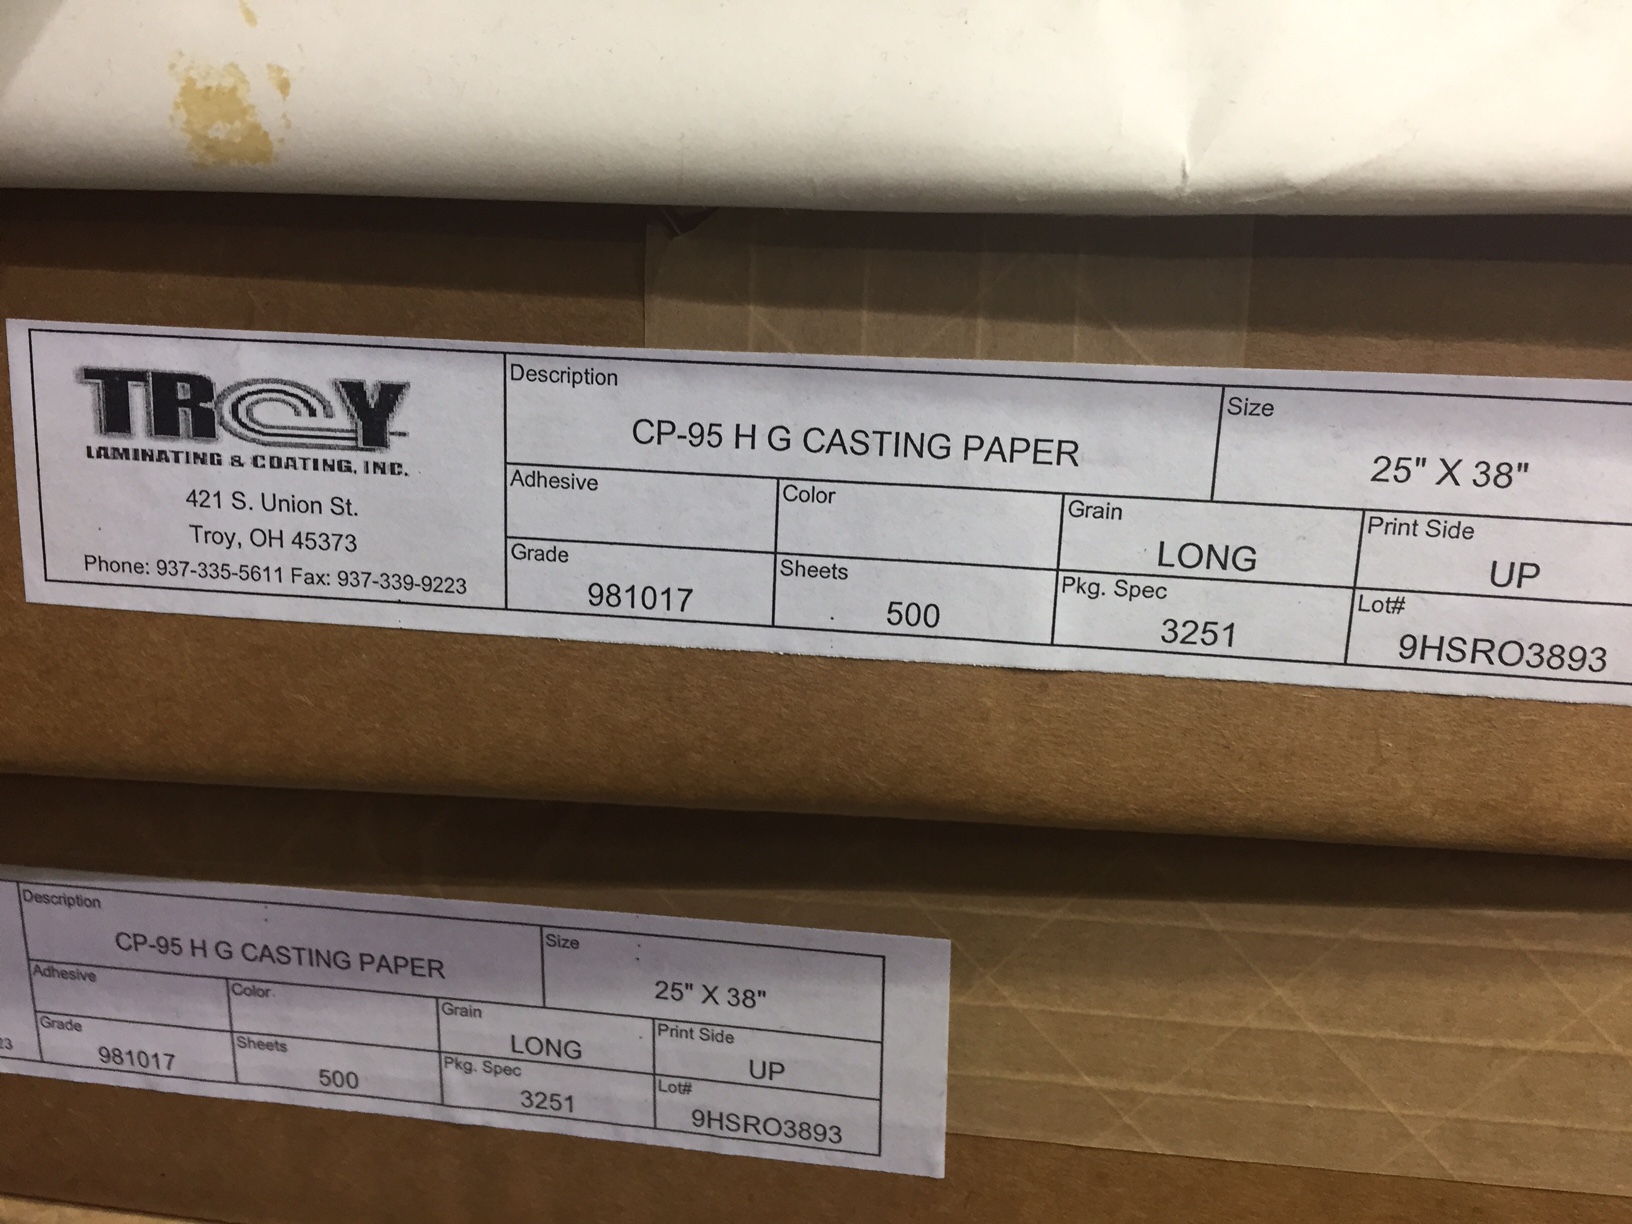 TROY
LAMINATING & COATING, INC.
421 S. Union St.
Troy, OH 45373
Phone: 937-335-5611 Fax: 937-339-9223
Description
CP-95 H G CASTING PAPER
Size
25" X 38"
Adhesive
Color
Grain
LONG
Print Side
UP
Grade
981017
Sheets
500
Pkg. Spec
3251
Lot#
9HSRO3893
Description
CP-95 H G CASTING PAPER
Size
25" X 38"
Adhesive
Color
Grain
LONG
Print Side
UP
23
Grade
981017
Sheets
500
Pkg. Spec
3251
Lot#
9HSRO3893